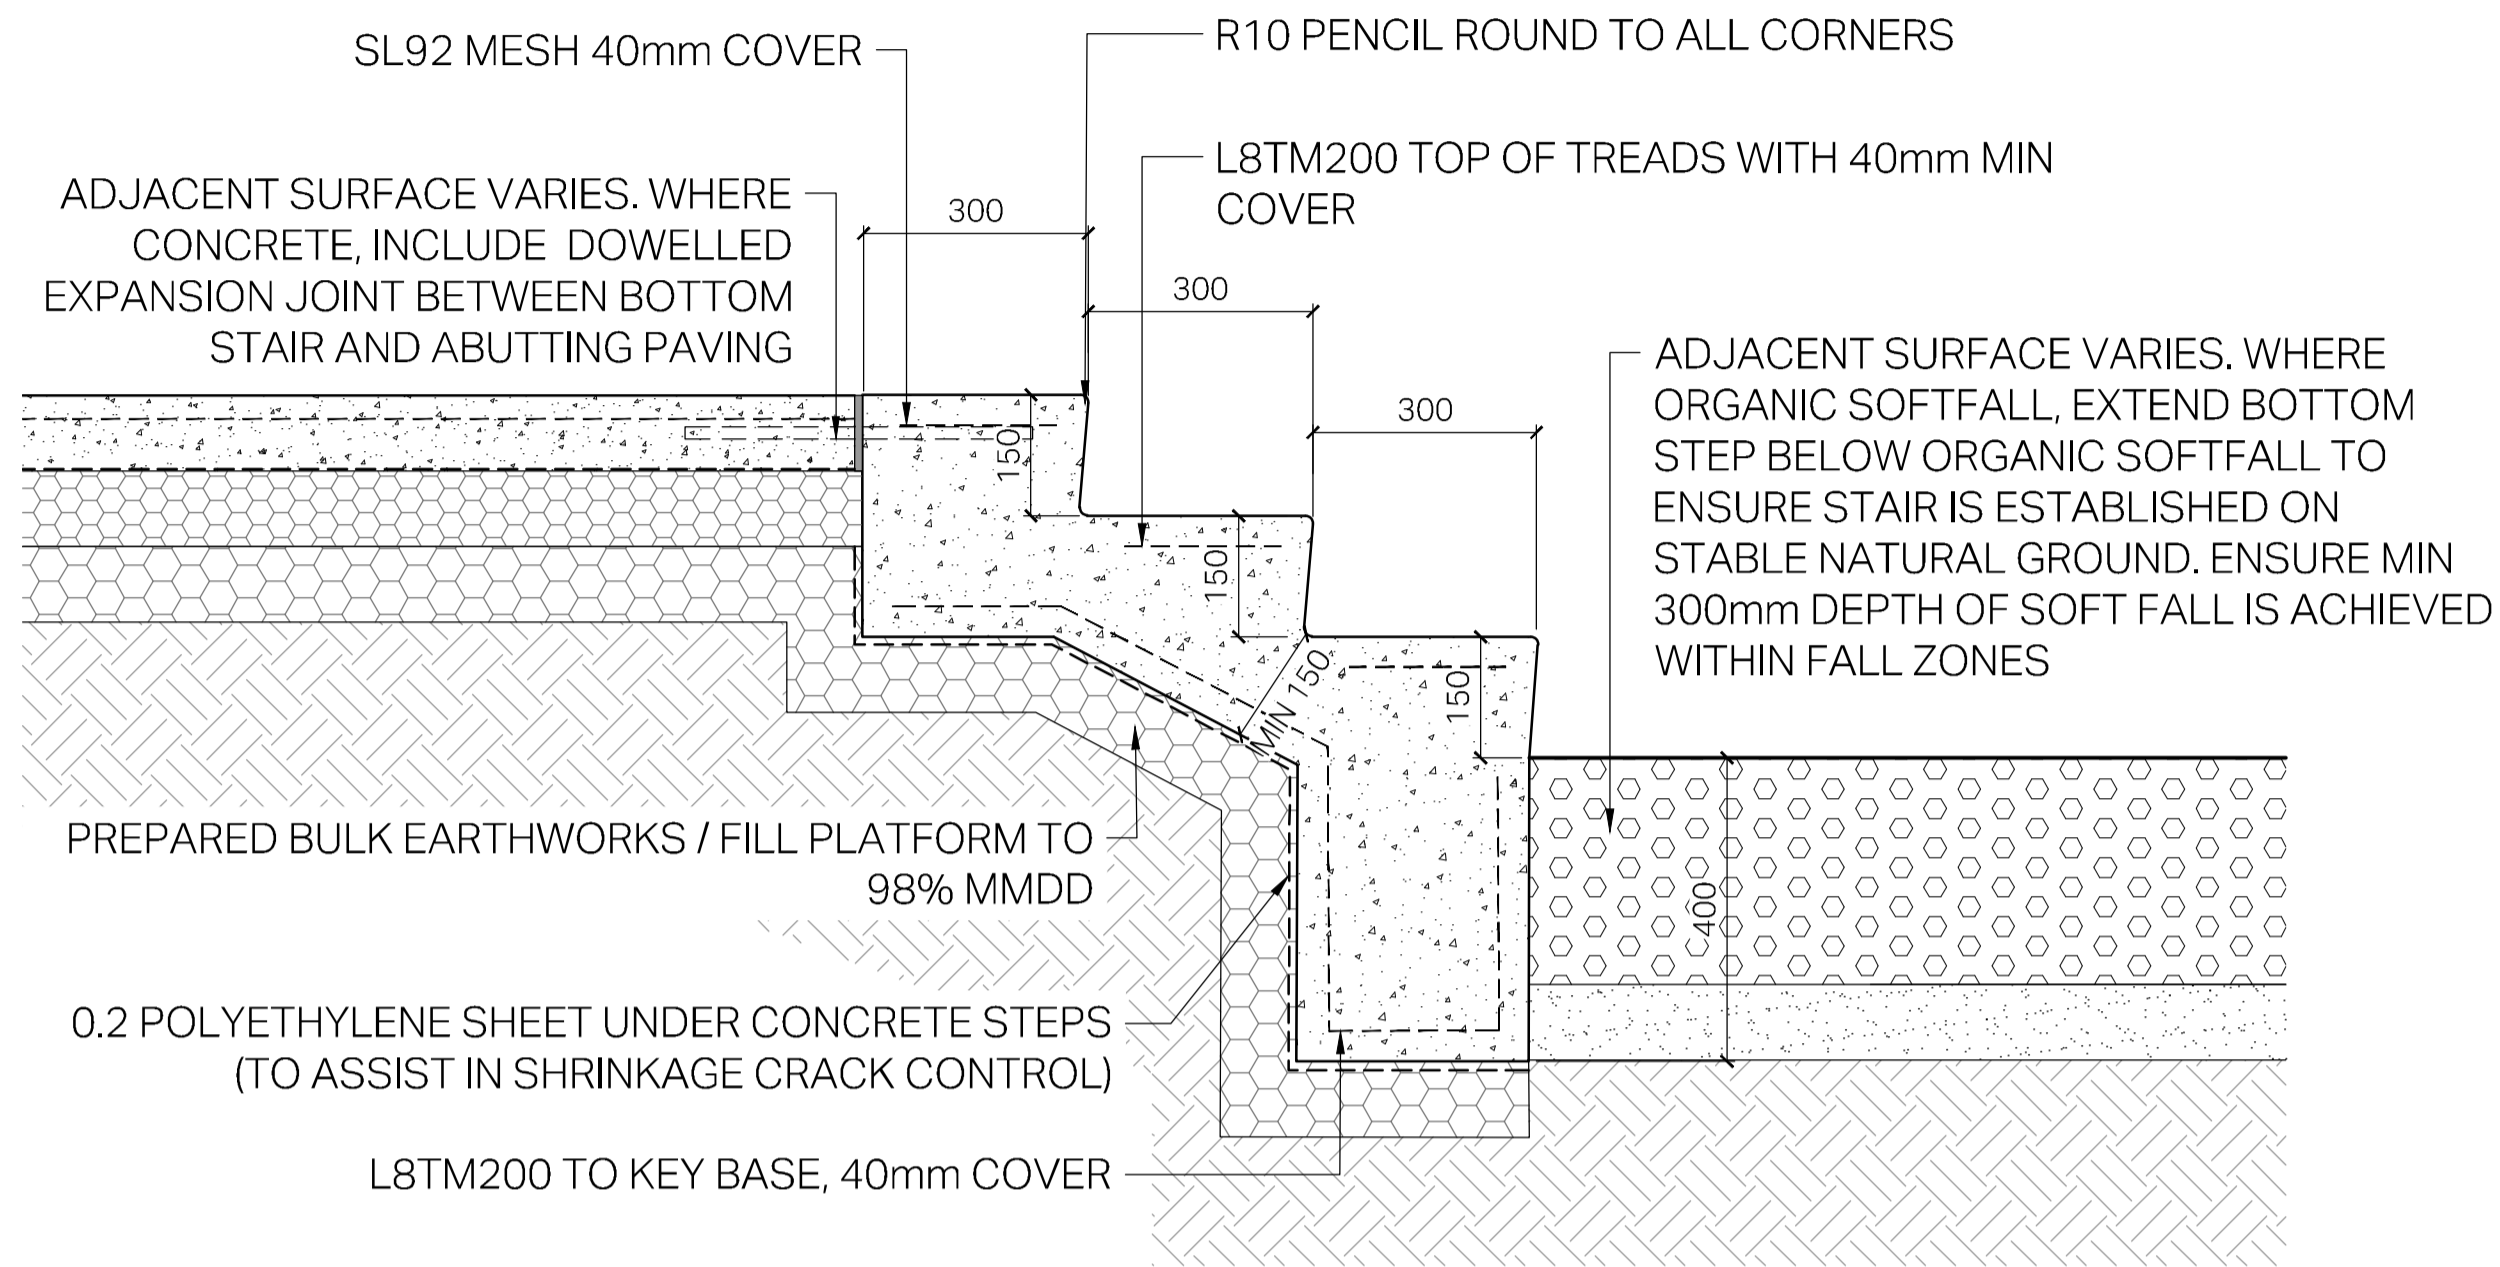 SL92 MESH 40mm COVER
R10 PENCIL ROUND TO ALL CORNERS
L8TM200 TOP OF TREADS WITH 40mm MIN
COVER
ADJACENT SURFACE VARIES. WHERE
CONCRETE, INCLUDE DOWELLED
EXPANSION JOINT BETWEEN BOTTOM
STAIR AND ABUTTING PAVING
300
300
300
ADJACENT SURFACE VARIES. WHERE
ORGANIC SOFTFALL, EXTEND BOTTOM
STEP BELOW ORGANIC SOFTFALL TO
ENSURE STAIR IS ESTABLISHED ON
STABLE NATURAL GROUND. ENSURE MIN
300mm DEPTH OF SOFT FALL IS ACHIEVED
WITHIN FALL ZONES
150
150
MIN 150
150
400
PREPARED BULK EARTHWORKS / FILL PLATFORM TO
98% MMDD
0.2 POLYETHYLENE SHEET UNDER CONCRETE STEPS
(TO ASSIST IN SHRINKAGE CRACK CONTROL)
L8TM200 TO KEY BASE, 40mm COVER